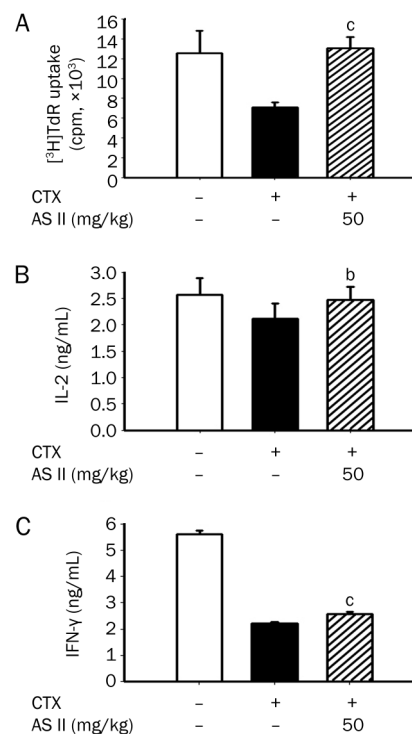 A
[³H]TdR uptake
(cpm, ×10³)
16
14
12
10
8
6
4
2
0
c
CTX – + +
AS II (mg/kg) – – 50
B
IL-2 (ng/mL)
3.0
2.5
2.0
1.5
1.0
0.5
0.0
b
CTX – + +
AS II (mg/kg) – – 50
C
IFN-γ (ng/mL)
6
5
4
3
2
1
0
c
CTX – + +
AS II (mg/kg) – – 50